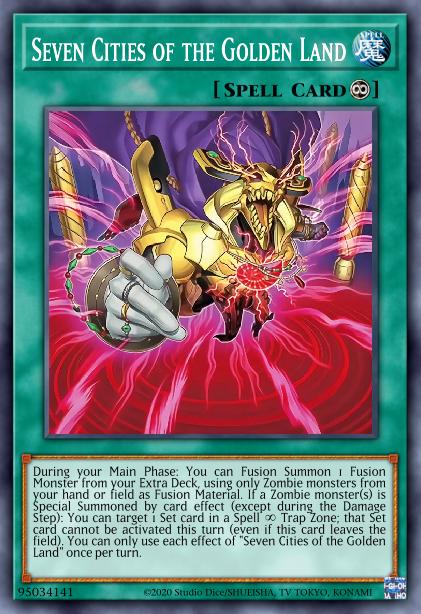 SEVEN CITIES OF THE GOLDEN LAND
SPELL
魔
[SPELL CARD∞]
During your Main Phase: You can Fusion Summon 1 Fusion
Monster from your Extra Deck, using only Zombie monsters from
your hand or field as Fusion Material. If a Zombie monster(s) is
Special Summoned by card effect (except during the Damage
Step): You can target 1 Set card in a Spell ∞ Trap Zone; that Set
card cannot be activated this turn (even if this card leaves the
field). You can only use each effect of "Seven Cities of the Golden
Land" once per turn.
95034141
©2020 Studio Dice/SHUEISHA, TV TOKYO, KONAMI